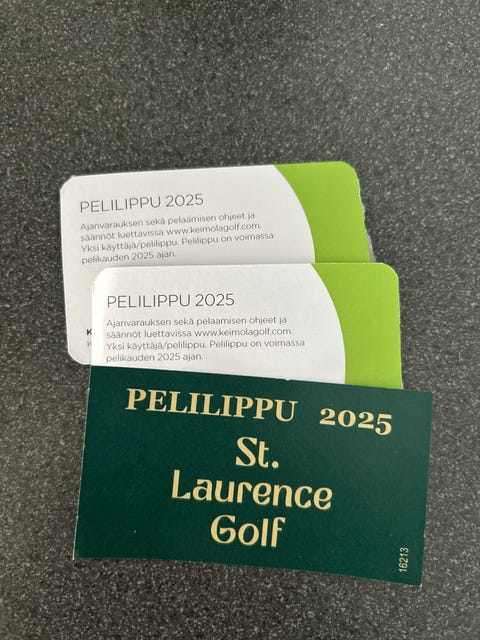 PELILIPPU 2025
Ajanvarauksen sekä pelaamisen ohjeet ja
säännöt luettavissa www.keimolagolf.com.
Yksi käyttäjä/pelilippu. Pelilippu on voimassa
pelikauden 2025 ajan.
K
K
PELILIPPU 2025
Ajanvarauksen sekä pelaamisen ohjeet ja
säännöt luettavissa www.keimolagolf.com.
Yksi käyttäjä/pelilippu. Pelilippu on voimassa
pelikauden 2025 ajan.
PELILIPPU 2025
St.
Laurence
Golf
16213